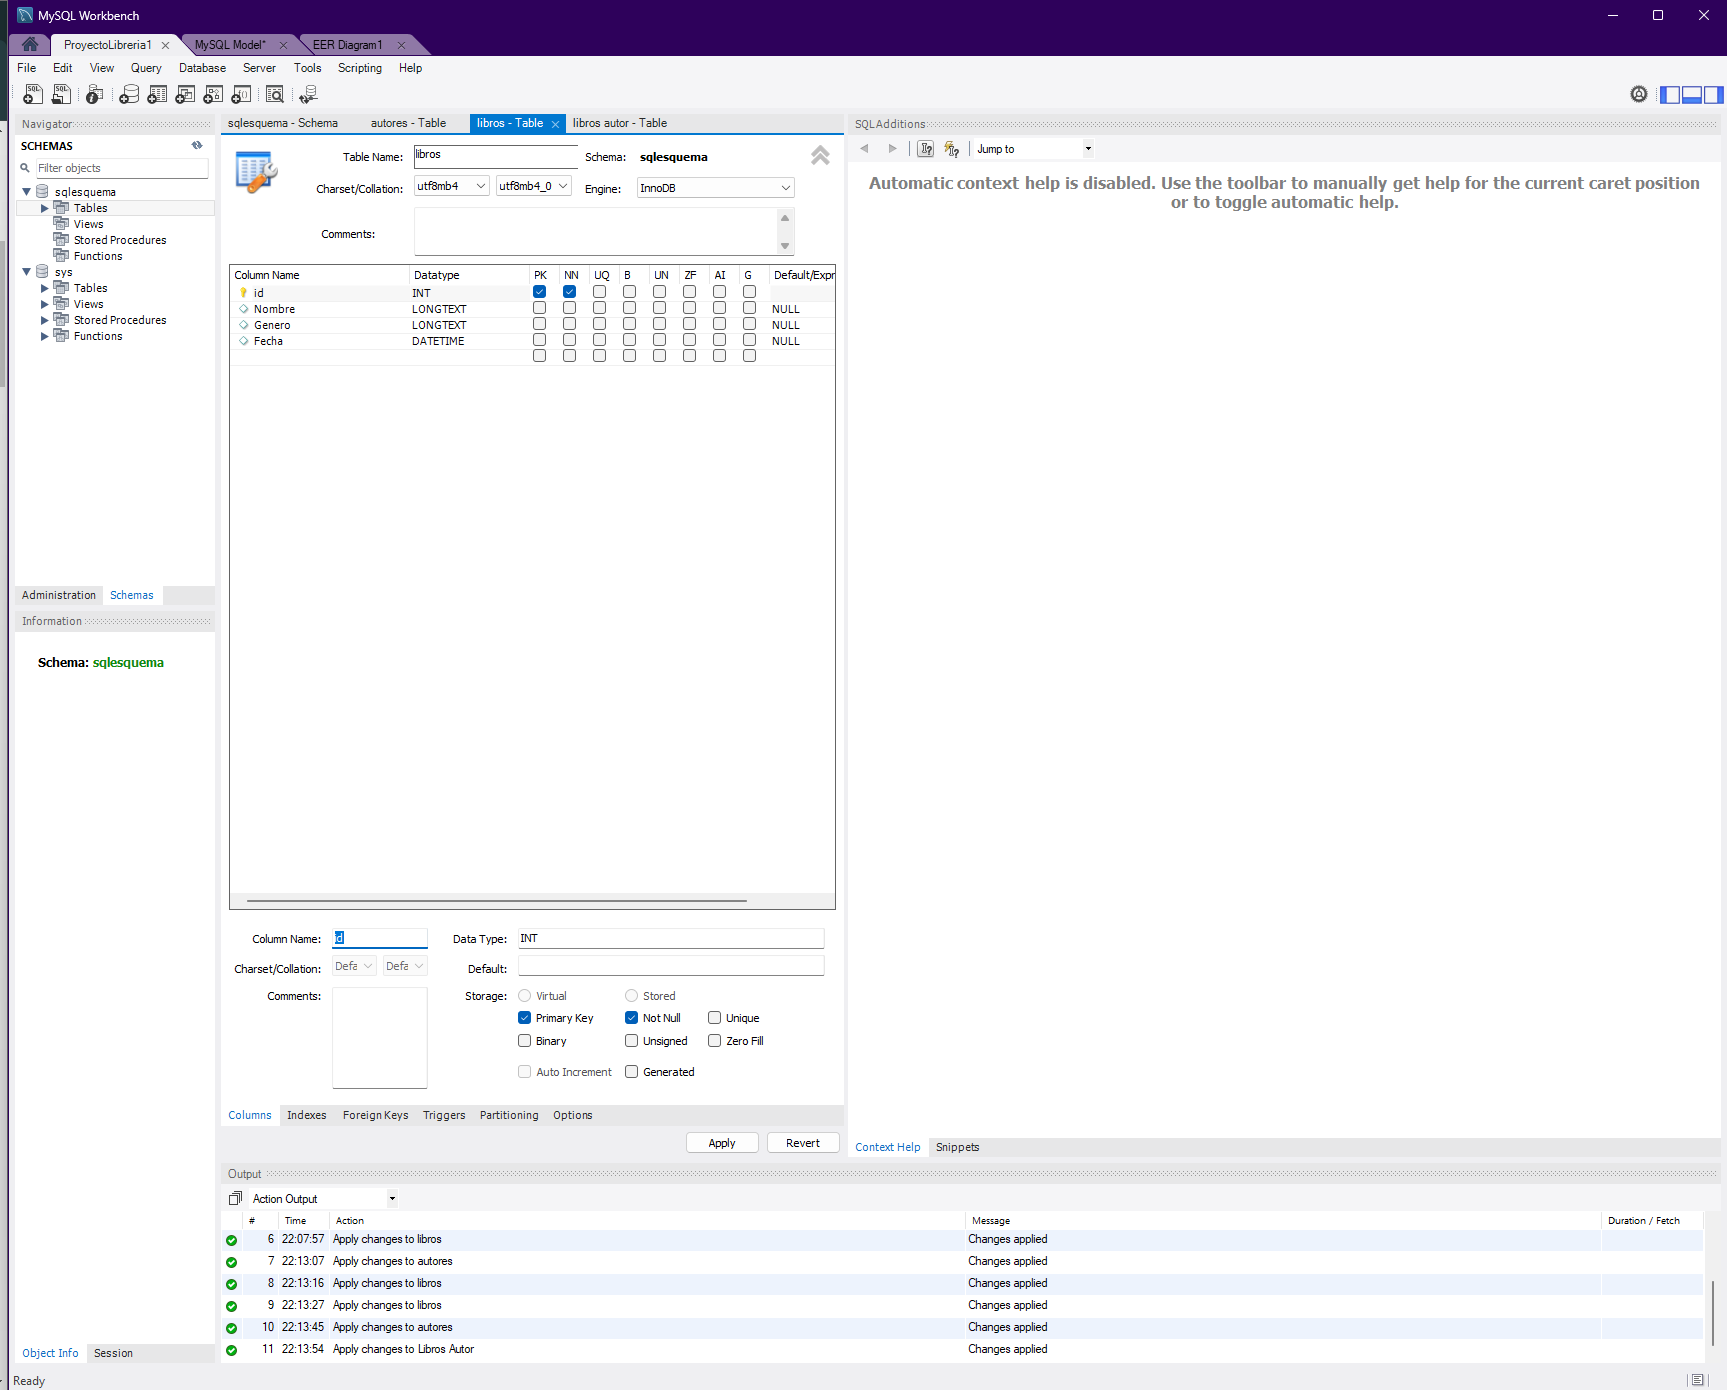 MySQL Workbench
ProyectoLibreria1 MySQL Model* EER Diagram1
File Edit View Query Database Server Tools Scripting Help
Navigator
SCHEMAS
Filter objects
sqlesquema
Tables
Views
Stored Procedures
Functions
sys
Tables
Views
Stored Procedures
Functions
Administration Schemas
Information
Schema: sqlesquema
Object Info Session
sqlesquema - Schema autores - Table libros - Table libros autor - Table
Table Name: libros Schema: sqlesquema
Charset/Collation: utf8mb4 utf8mb4_0 Engine: InnoDB
Comments:
Column Name Datatype PK NN UQ B UN ZF AI G Default/Expr
id INT
Nombre LONGTEXT NULL
Genero LONGTEXT NULL
Fecha DATETIME NULL
Column Name: id Data Type: INT
Charset/Collation: Defa Defa Default:
Comments: Storage: Virtual Stored
Primary Key Not Null Unique
Binary Unsigned Zero Fill
Auto Increment Generated
Columns Indexes Foreign Keys Triggers Partitioning Options
Apply Revert
SQLAdditions
Jump to
Automatic context help is disabled. Use the toolbar to manually get help for the current caret position
or to toggle automatic help.
Context Help Snippets
Output
Action Output
# Time Action Message Duration / Fetch
6 22:07:57 Apply changes to libros Changes applied
7 22:13:07 Apply changes to autores Changes applied
8 22:13:16 Apply changes to libros Changes applied
9 22:13:27 Apply changes to libros Changes applied
10 22:13:45 Apply changes to autores Changes applied
11 22:13:54 Apply changes to Libros Autor Changes applied
Ready